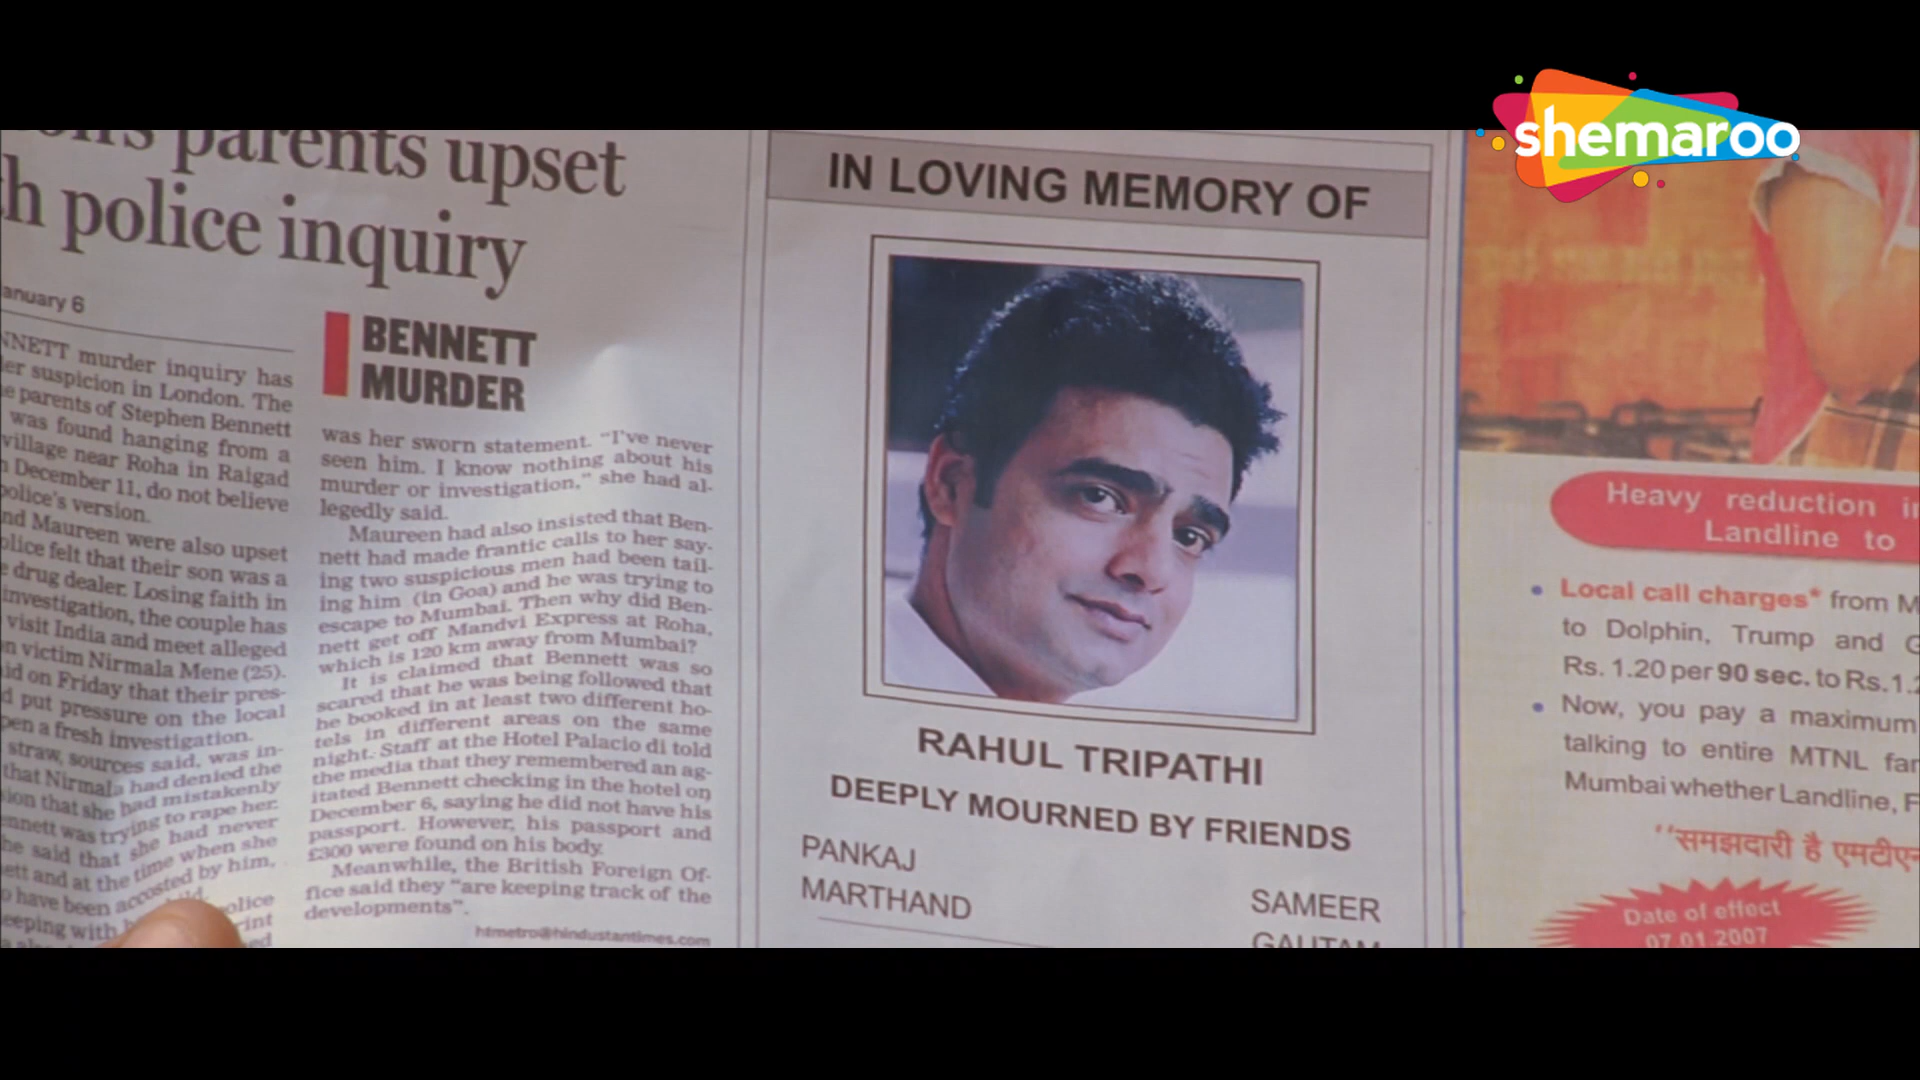 shemaroo
parents upset
police inquiry
anuary 6
BENNETT
MURDER
NNETT murder inquiry has
er suspicion in London. The
e parents of Stephen Bennett
was found hanging from a
village near Roha in Raigad
December 11, do not believe
police's version.
nd Maureen were also upset
olice felt that their son was a
e drug dealer. Losing faith in
investigation, the couple has
visit India and meet alleged
n victim Nirmala Mene (25).
aid on Friday that their pres-
d put pressure on the local
pen a fresh investigation.
straw, sources said, was in-
that Nirmala had denied the
ion that she had mistakenly
nnett was trying to rape her.
he said that she had never
ett and at the time when she
o have been accosted by him,
eeping with
olice
rint
ed
was her sworn statement. "I've never
seen him. I know nothing about his
murder or investigation," she had al-
legedly said.
Maureen had also insisted that Ben-
nett had made frantic calls to her say-
ing two suspicious men had been tail-
ing him (in Goa) and he was trying to
escape to Mumbai. Then why did Ben-
nett get off Mandvi Express at Roha,
which is 120 km away from Mumbai?
It is claimed that Bennett was so
scared that he was being followed that
he booked in at least two different ho-
tels in different areas on the same
night. Staff at the Hotel Palacio di told
the media that they remembered an ag-
itated Bennett checking in the hotel on
December 6, saying he did not have his
passport. However, his passport and
£300 were found on his body.
Meanwhile, the British Foreign Of-
fice said they "are keeping track of the
developments".
htmetro@hindustantimes.com
IN LOVING MEMORY OF
RAHUL TRIPATHI
DEEPLY MOURNED BY FRIENDS
PANKAJ
MARTHAND
SAMEER
GAUTAM
Heavy reduction in
Landline to
• Local call charges* from M
to Dolphin, Trump and G
Rs. 1.20 per 90 sec. to Rs.1.2
• Now, you pay a maximum
talking to entire MTNL fam
Mumbai whether Landline, F
"समझदारी है एमटीएन
Date of effect
07.01.2007